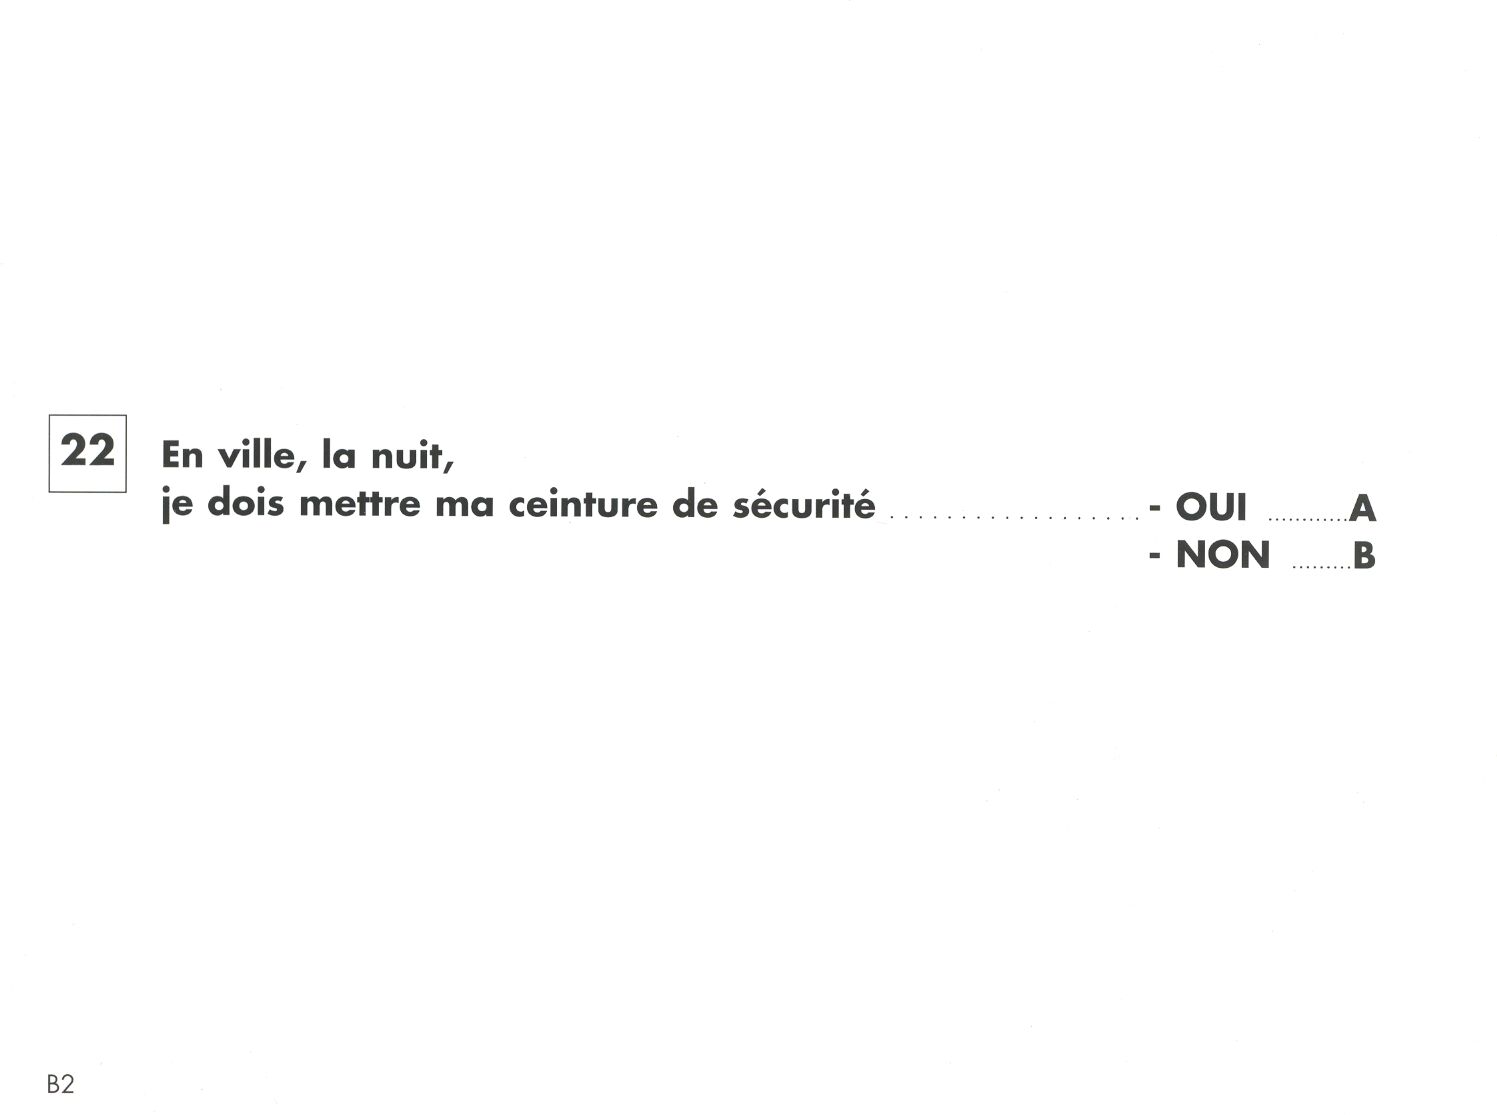 22 En ville, la nuit,
je dois mettre ma ceinture de sécurité .................. - OUI ............A
- NON .........B
B2